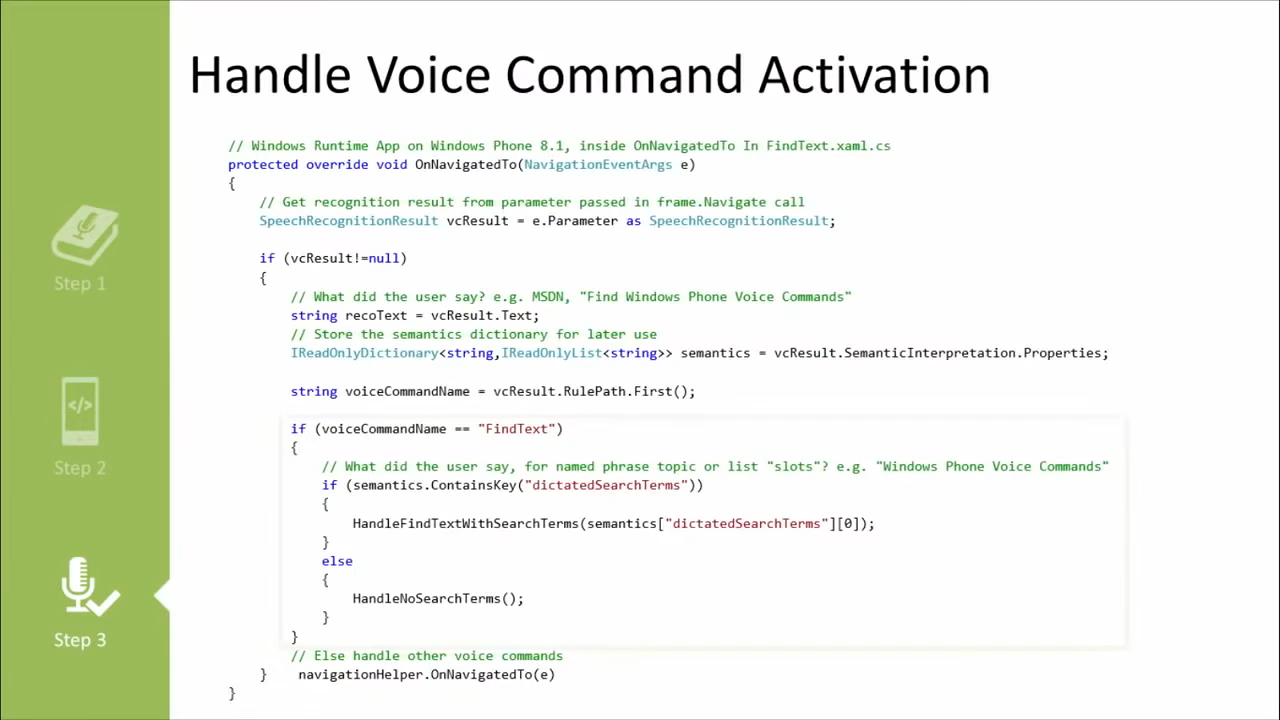 Handle Voice Command Activation
// Windows Runtime App on Windows Phone 8.1, inside OnNavigatedTo In FindText.xaml.cs
protected override void OnNavigatedTo(NavigationEventArgs e)
{
// Get recognition result from parameter passed in frame.Navigate call
SpeechRecognitionResult vcResult = e.Parameter as SpeechRecognitionResult;
if (vcResult!=null)
{
// What did the user say? e.g. MSDN, "Find Windows Phone Voice Commands"
string recoText = vcResult.Text;
// Store the semantics dictionary for later use
IReadOnlyDictionary<string,IReadOnlyList<string>> semantics = vcResult.SemanticInterpretation.Properties;
string voiceCommandName = vcResult.RulePath.First();
if (voiceCommandName == "FindText")
{
// What did the user say, for named phrase topic or list "slots"? e.g. "Windows Phone Voice Commands"
if (semantics.ContainsKey("dictatedSearchTerms"))
{
HandleFindTextWithSearchTerms(semantics["dictatedSearchTerms"][0]);
}
else
{
HandleNoSearchTerms();
}
}
// Else handle other voice commands
} navigationHelper.OnNavigatedTo(e)
}
Step 1
</>
Step 2
Step 3